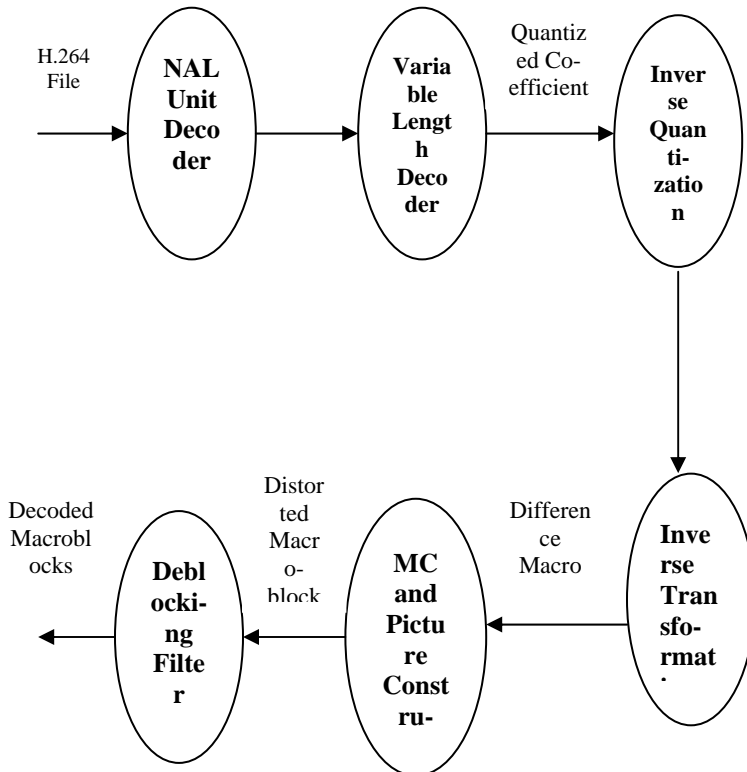 H.264
File
NAL
Unit
Deco
der
Varia
ble
Lengt
h
Deco
der
Quantiz
ed Co-
efficient
Inver
se
Quan
ti-
zatio
n
Decoded
Macrobl
ocks
Debl
ocki-
ng
Filte
r
Distor
ted
Macr
o-
block
MC
and
Pictu
re
Const
ru-
Differen
ce
Macro
Inve
rse
Tran
sfo-
rmat